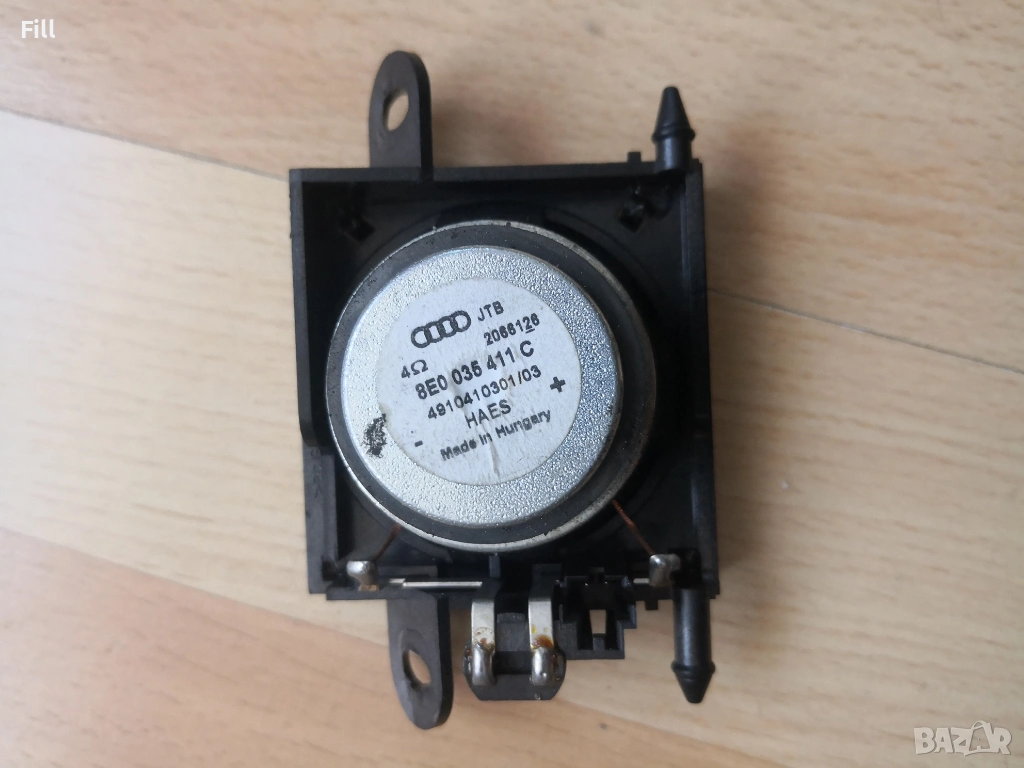 Fill
JTB
2066126
4Ω
8E0 035 411 C
4910410301/03
+
HAES
-
Made in Hungary
BAZAR